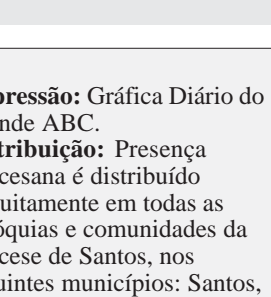 pressão: Gráfica Diário do
nde ABC.
tribuição: Presença
cesana é distribuído
uitamente em todas as
óquias e comunidades da
cese de Santos, nos
uintes municípios: Santos,